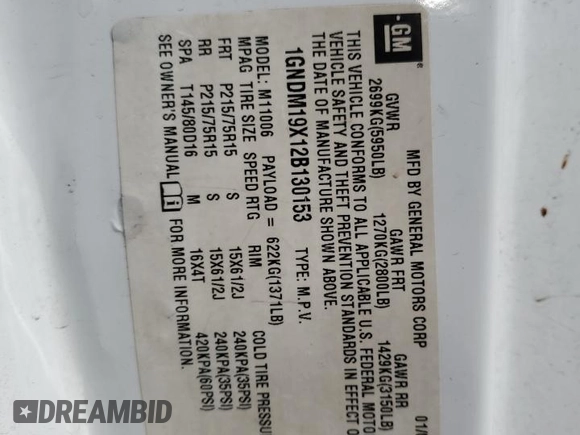 GM
MFD BY GENERAL MOTORS CORP 01/
GVWR GAWR FRT GAWR RR
2699KG(5950LB) 1270KG(2800LB) 1429KG(3150LB)
THIS VEHICLE CONFORMS TO ALL APPLICABLE U.S. FEDERAL MOTO
VEHICLE SAFETY AND THEFT PREVENTION STANDARDS IN EFFECT O
THE DATE OF MANUFACTURE SHOWN ABOVE.
1GNDM19X12B130153 TYPE: M.P.V.
MODEL: M11006 PAYLOAD = 622KG(1371LB)
MPAG TIRE SIZE SPEED RTG RIM COLD TIRE PRESSU
FRT P215/75R15 S 15X61/2J 240KPA(35PSI)
RR P215/75R15 S 15X61/2J 240KPA(35PSI)
SPA T145/80D16 M 16X4T 420KPA(60PSI)
SEE OWNER'S MANUAL FOR MORE INFORMATION.
DREAMBID